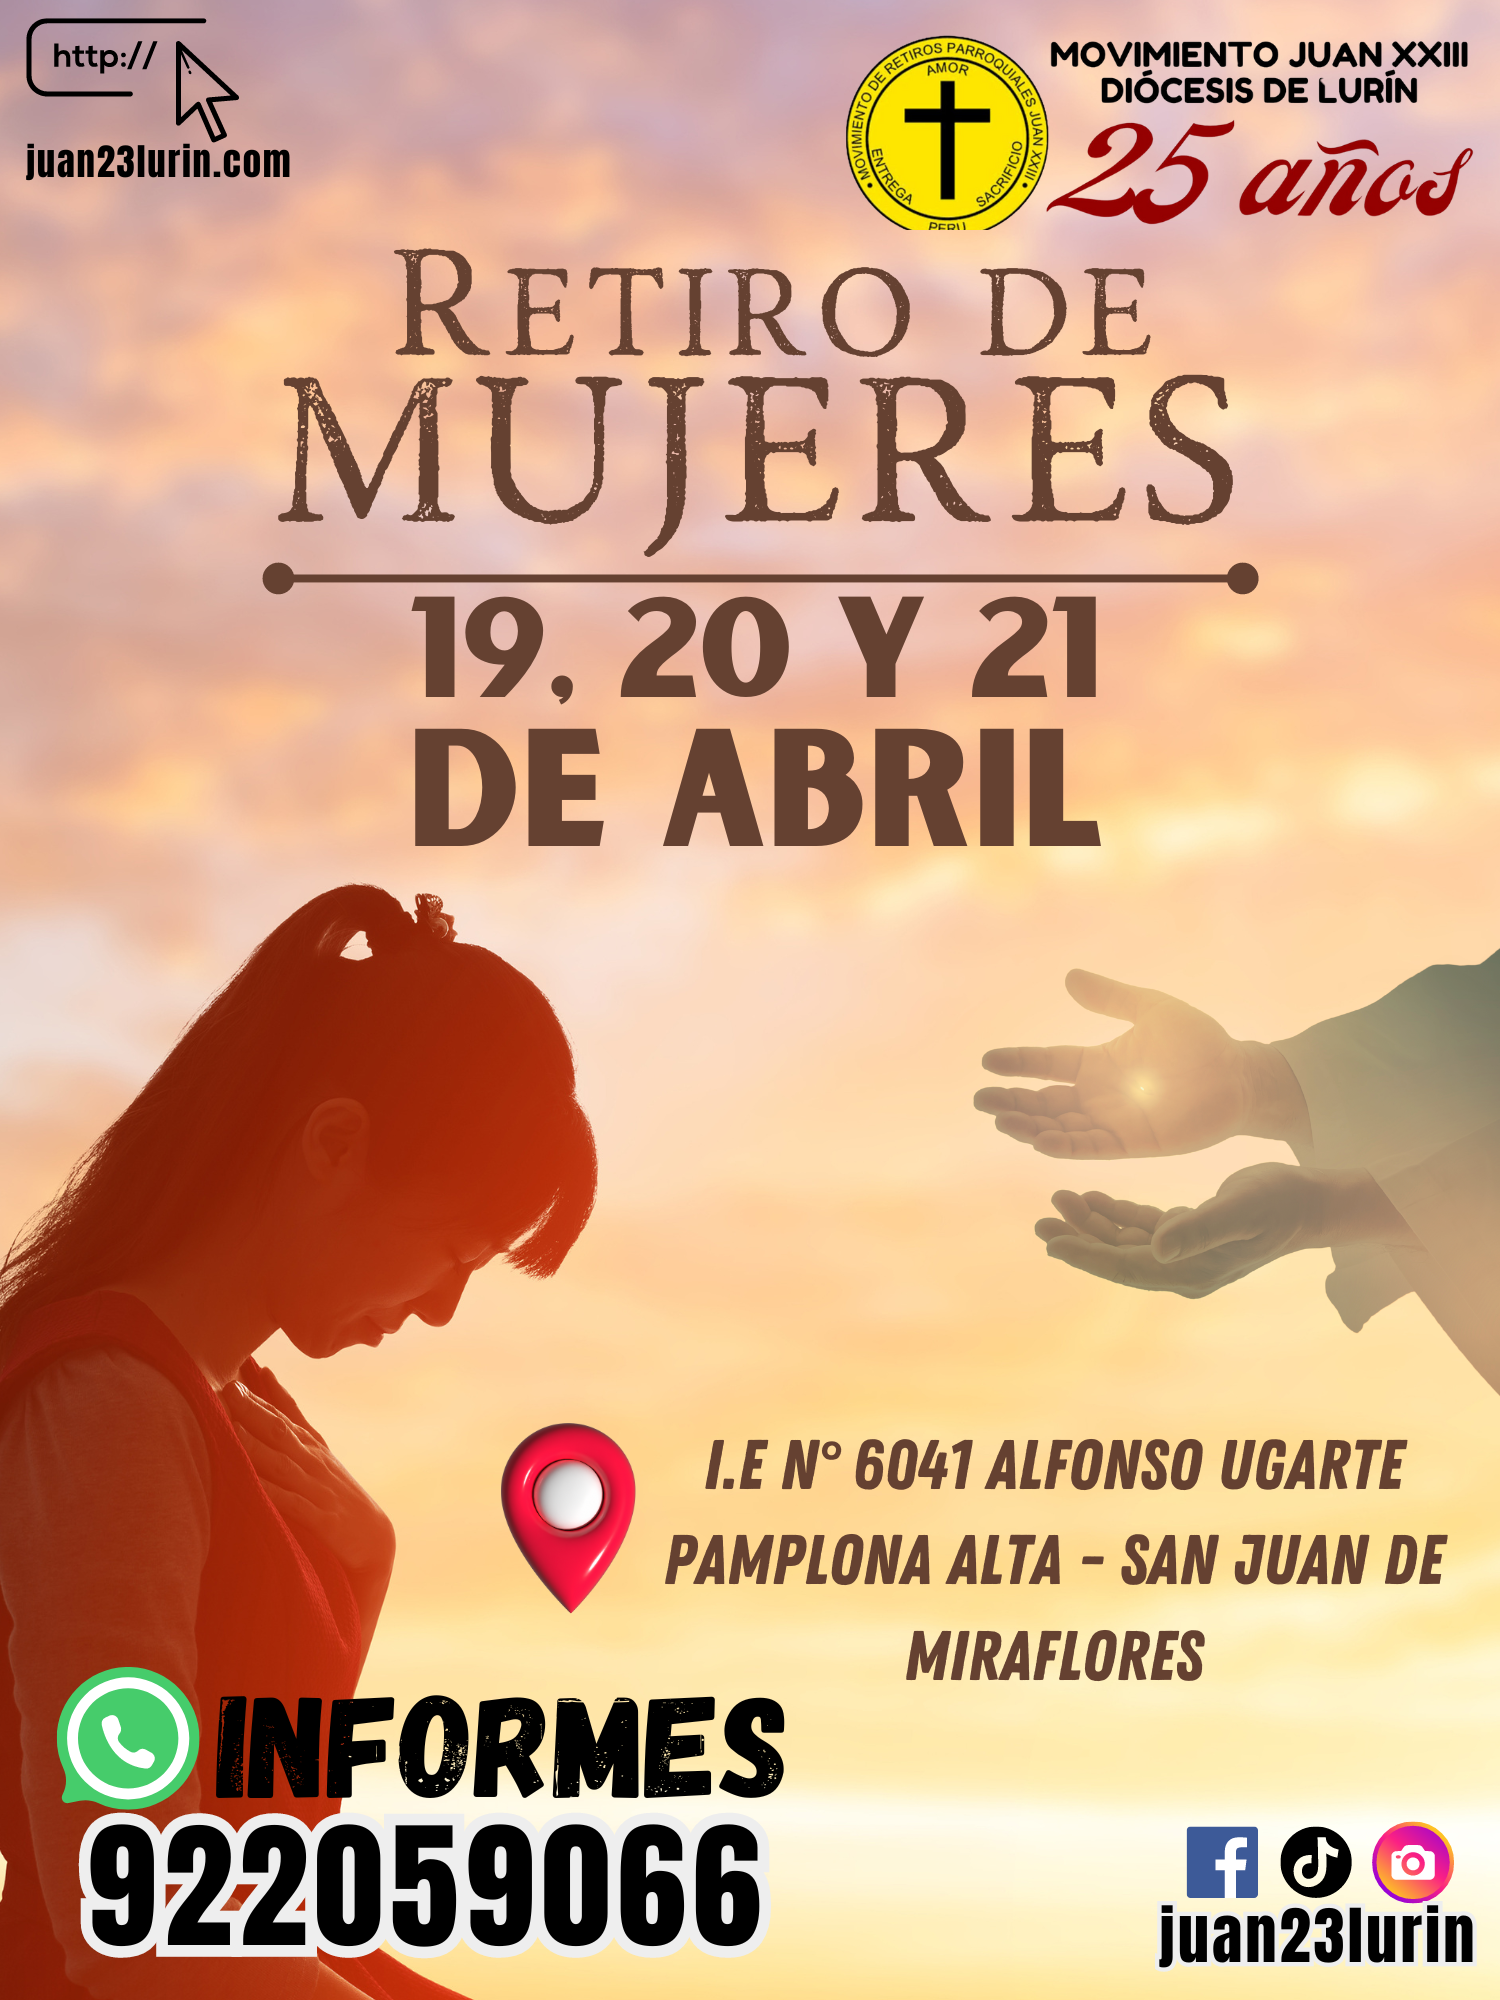 http://
juan23lurin.com
MOVIMIENTO DE RETIROS PARROQUIALES JUAN XXIII
AMOR
ENTREGA
SACRIFICIO
PERU
MOVIMIENTO JUAN XXIII
DIÓCESIS DE LURÍN
25 años
RETIRO DE
MUJERES
19, 20 Y 21
DE ABRIL
I.E N° 6041 ALFONSO UGARTE
PAMPLONA ALTA - SAN JUAN DE
MIRAFLORES
INFORMES
922059066
juan23lurin